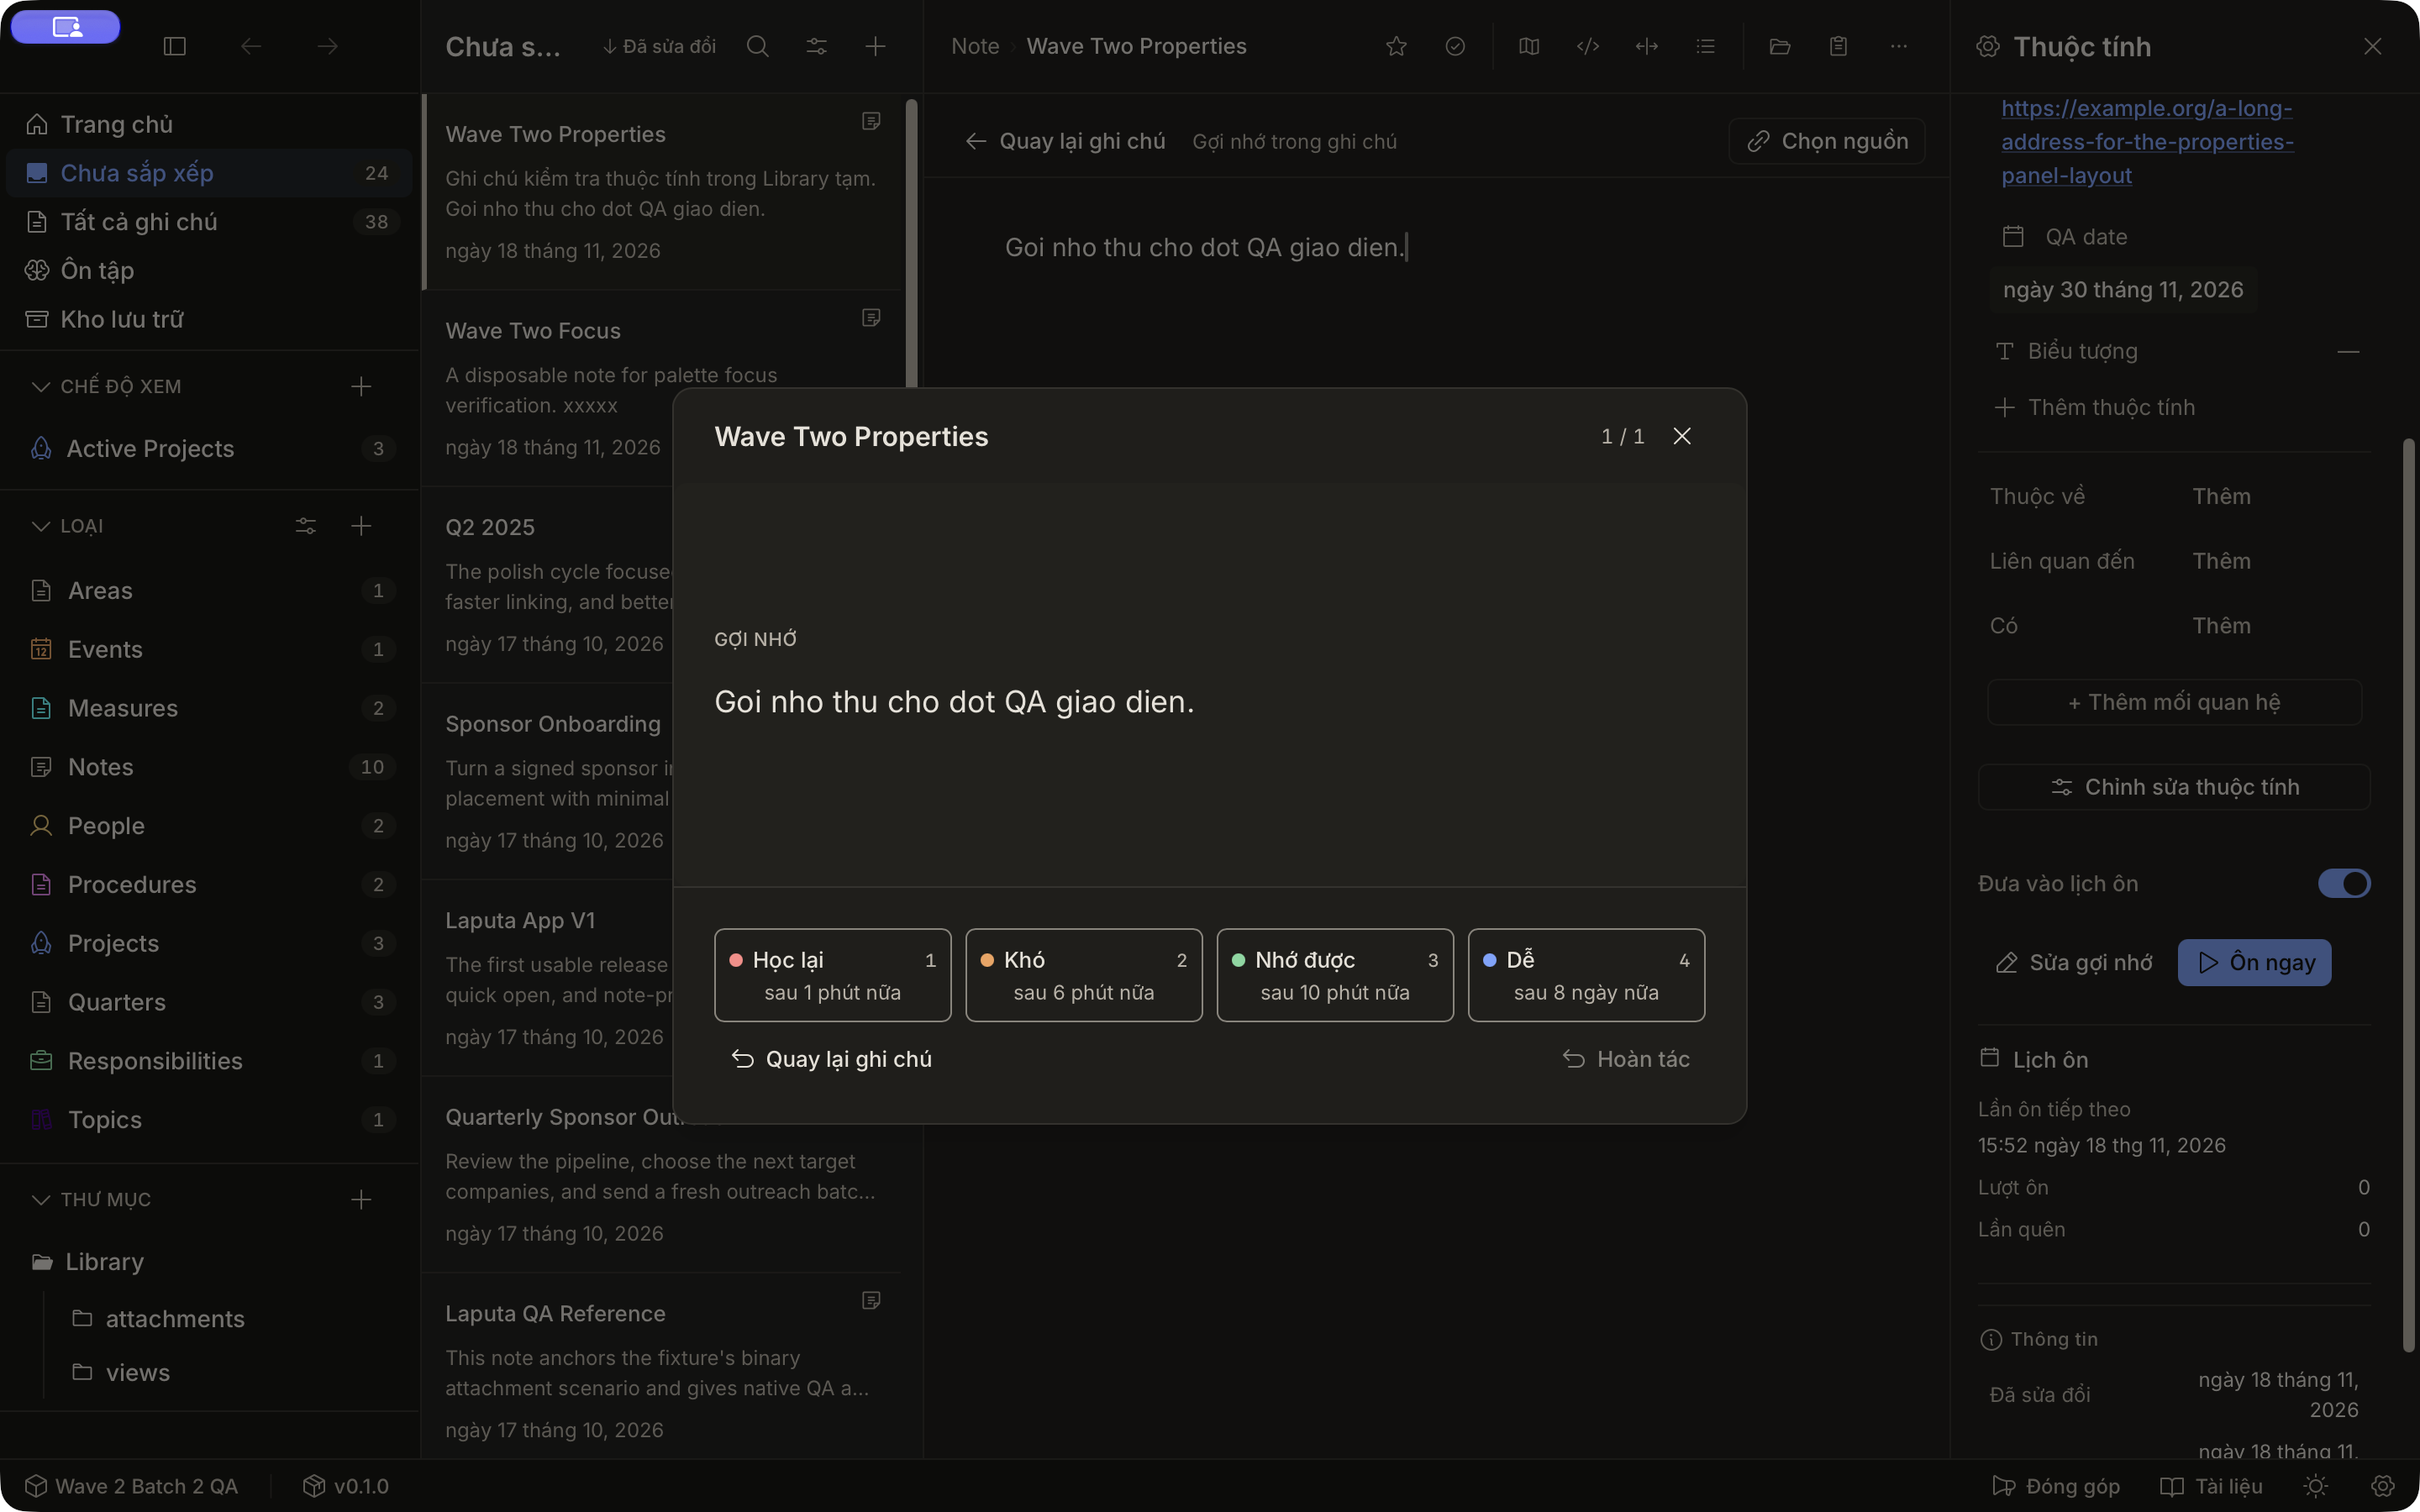 Trang chủ
Chưa sắp xếp 24
Tất cả ghi chú 38
Ôn tập
Kho lưu trữ
CHẾ ĐỘ XEM
Active Projects 3
LOẠI
Areas 1
Events 1
Measures 2
Notes 10
People 2
Procedures 2
Projects 3
Quarters 3
Responsibilities 1
Topics 1
THƯ MỤC
Library
attachments
views
Wave 2 Batch 2 QA v0.1.0
Chưa s... Đã sửa đổi
Wave Two Properties
Ghi chú kiểm tra thuộc tính trong Library tạm.
Goi nho thu cho dot QA giao dien.
ngày 18 tháng 11, 2026
Wave Two Focus
A disposable note for palette focus
verification. xxxxx
ngày 18 tháng 11, 2026
Q2 2025
The polish cycle focuse
faster linking, and better
ngày 17 tháng 10, 2026
Sponsor Onboarding
Turn a signed sponsor i
placement with minimal
ngày 17 tháng 10, 2026
Laputa App V1
The first usable release
quick open, and note-pr
ngày 17 tháng 10, 2026
Quarterly Sponsor Out
Review the pipeline, choose the next target
companies, and send a fresh outreach batc...
ngày 17 tháng 10, 2026
Laputa QA Reference
This note anchors the fixture's binary
attachment scenario and gives native QA a...
ngày 17 tháng 10, 2026
Note › Wave Two Properties
Quay lại ghi chú Gợi nhớ trong ghi chú Chọn nguồn
Goi nho thu cho dot QA giao dien.
Wave Two Properties 1 / 1
GỢI NHỚ
Goi nho thu cho dot QA giao dien.
Học lại 1
sau 1 phút nữa
Khó 2
sau 6 phút nữa
Nhớ được 3
sau 10 phút nữa
Dễ 4
sau 8 ngày nữa
Quay lại ghi chú Hoàn tác
Thuộc tính
https://example.org/a-long-
address-for-the-properties-
panel-layout
QA date
ngày 30 tháng 11, 2026
Biểu tượng —
Thêm thuộc tính
Thuộc về Thêm
Liên quan đến Thêm
Có Thêm
+ Thêm mối quan hệ
Chỉnh sửa thuộc tính
Đưa vào lịch ôn
Sửa gợi nhớ Ôn ngay
Lịch ôn
Lần ôn tiếp theo
15:52 ngày 18 thg 11, 2026
Lượt ôn 0
Lần quên 0
Thông tin
Đã sửa đổi ngày 18 tháng 11,
2026
ngày 18 tháng 11,
Đóng góp Tài liệu